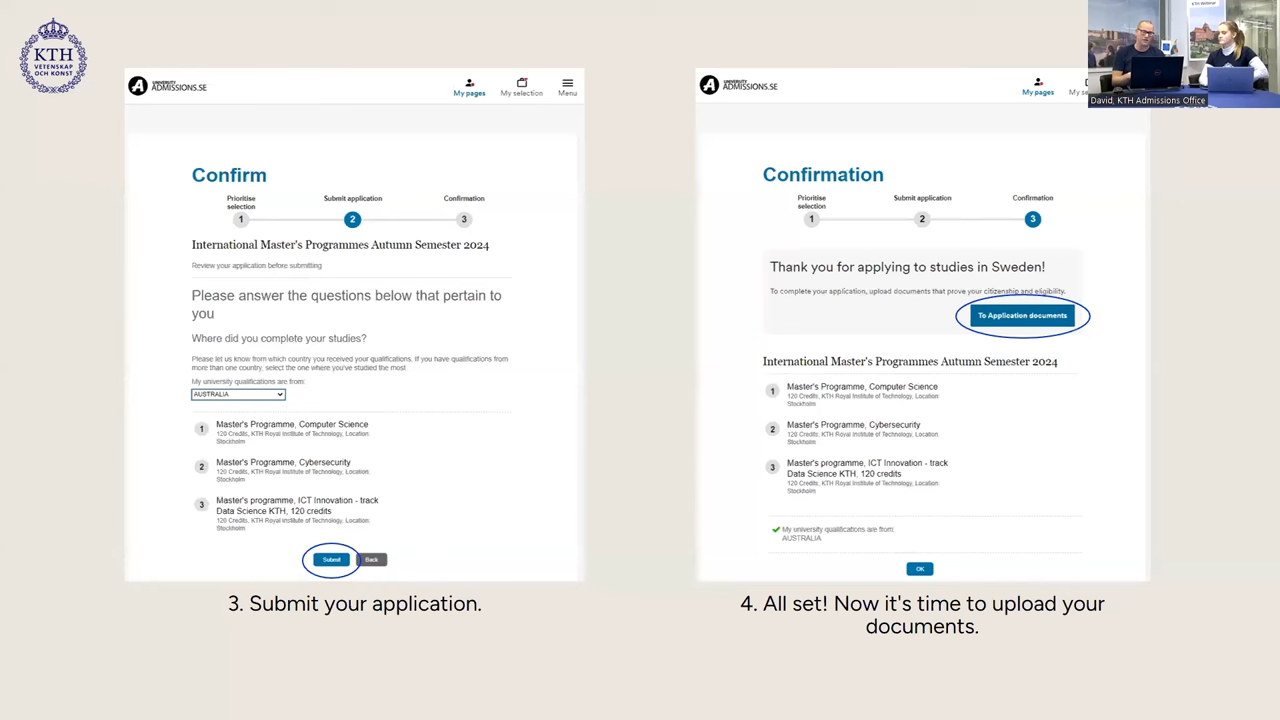 KTH
VETENSKAP
OCH KONST
UNIVERSITY
ADMISSIONS.SE
My pages
My selection
Menu
Confirm
Prioritise
selection
Submit application
Confirmation
1
2
3
International Master's Programmes Autumn Semester 2024
Review your application before submitting
Please answer the questions below that pertain to
you
Where did you complete your studies?
Please let us know from which country you received your qualifications. If you have qualifications from
more than one country, select the one where you've studied the most.
My university qualifications are from:
AUSTRALIA
1
Master's Programme, Computer Science
120 Credits, KTH Royal Institute of Technology, Location:
Stockholm
2
Master's Programme, Cybersecurity
120 Credits, KTH Royal Institute of Technology, Location:
Stockholm
3
Master's programme, ICT Innovation - track
Data Science KTH, 120 credits
120 Credits, KTH Royal Institute of Technology, Location:
Stockholm
Submit
Back
3. Submit your application.
UNIVERSITY
ADMISSIONS.SE
My pages
My se
Confirmation
Prioritise
selection
Submit application
Confirmation
1
2
3
Thank you for applying to studies in Sweden!
To complete your application, upload documents that prove your citizenship and eligibility.
To Application documents
International Master's Programmes Autumn Semester 2024
1
Master's Programme, Computer Science
120 Credits, KTH Royal Institute of Technology, Location:
Stockholm
2
Master's Programme, Cybersecurity
120 Credits, KTH Royal Institute of Technology, Location:
Stockholm
3
Master's programme, ICT Innovation - track
Data Science KTH, 120 credits
120 Credits, KTH Royal Institute of Technology, Location:
Stockholm
My university qualifications are from:
AUSTRALIA
OK
4. All set! Now it's time to upload your
documents.
KTH Webinar
David, KTH Admissions Office